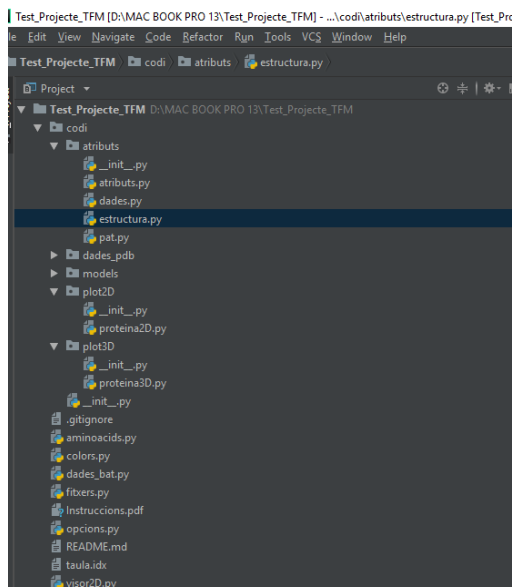 Test_Projecte_TFM [D:\MAC BOOK PRO 13\Test_Projecte_TFM] - ...\codi\atributs\estructura.py [Test_Pro
le Edit View Navigate Code Refactor Run Tools VCS Window Help
Test_Projecte_TFM codi atributs estructura.py
Project
Test_Projecte_TFM D:\MAC BOOK PRO 13\Test_Projecte_TFM
codi
atributs
__init__.py
atributs.py
dades.py
estructura.py
pat.py
dades_pdb
models
plot2D
__init__.py
proteina2D.py
plot3D
__init__.py
proteina3D.py
__init__.py
.gitignore
aminoacids.py
colors.py
dades_bat.py
fitxers.py
Instruccions.pdf
opcions.py
README.md
taula.idx
visor2D.py